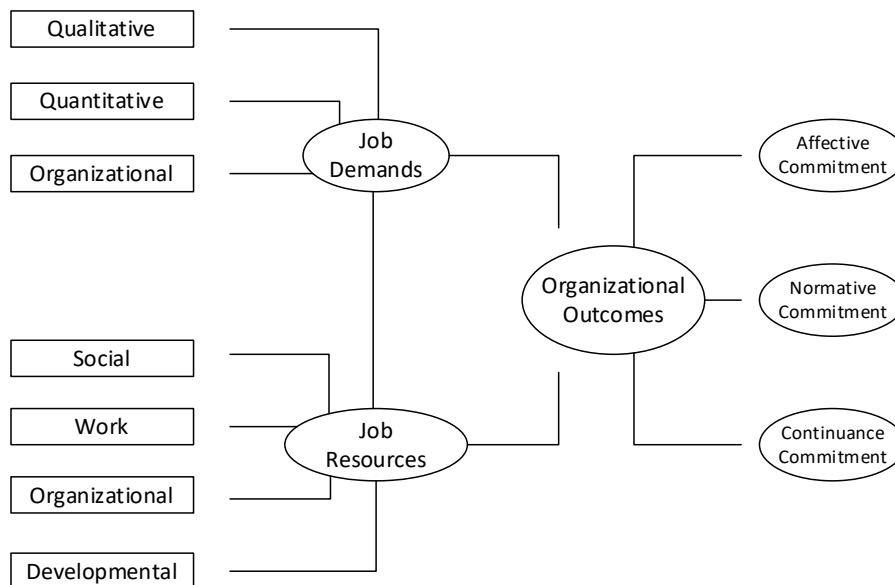 Qualitative
Quantitative
Organizational
Job
Demands
Affective
Commitment
Organizational
Outcomes
Normative
Commitment
Social
Work
Organizational
Developmental
Job
Resources
Continuance
Commitment